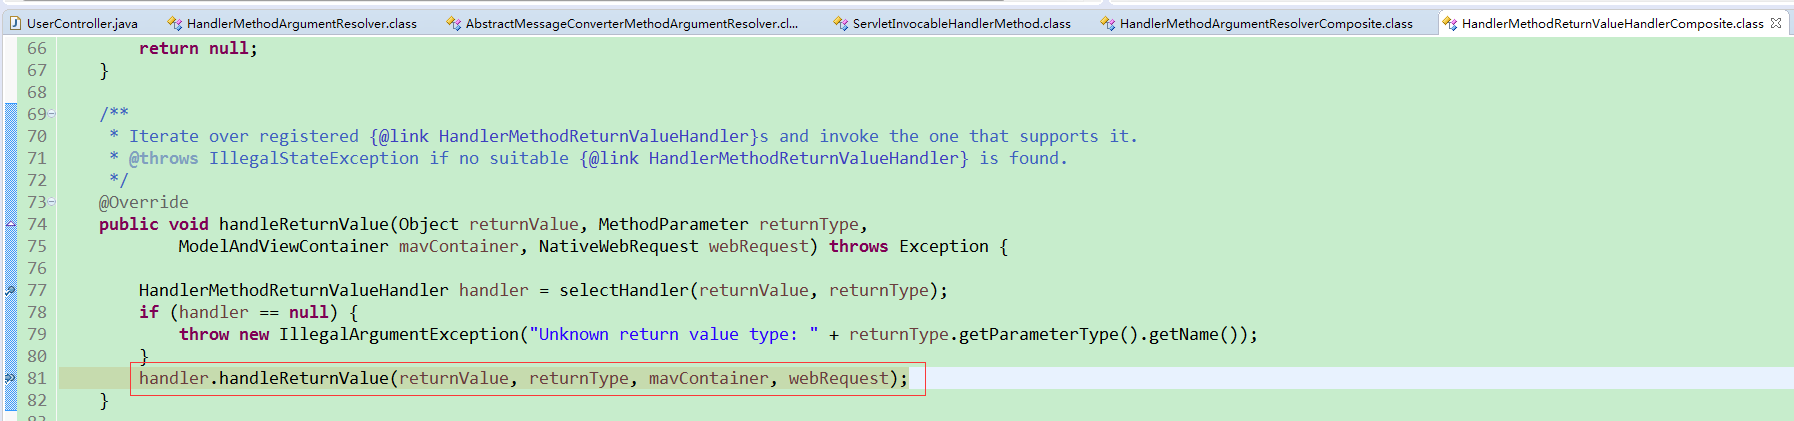 UserController.java HandlerMethodArgumentResolver.class AbstractMessageConverterMethodArgumentResolver.cl... ServletInvocableHandlerMethod.class HandlerMethodArgumentResolverComposite.class HandlerMethodReturnValueHandlerComposite.class
66 return null;
67 }
68
69 /**
70 * Iterate over registered {@link HandlerMethodReturnValueHandler}s and invoke the one that supports it.
71 * @throws IllegalStateException if no suitable {@link HandlerMethodReturnValueHandler} is found.
72 */
73 @Override
74 public void handleReturnValue(Object returnValue, MethodParameter returnType,
75 ModelAndViewContainer mavContainer, NativeWebRequest webRequest) throws Exception {
76
77 HandlerMethodReturnValueHandler handler = selectHandler(returnValue, returnType);
78 if (handler == null) {
79 throw new IllegalArgumentException("Unknown return value type: " + returnType.getParameterType().getName());
80 }
81 handler.handleReturnValue(returnValue, returnType, mavContainer, webRequest);
82 }